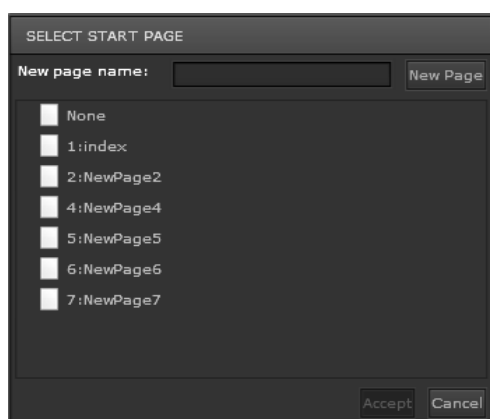 SELECT START PAGE
New page name: New Page
None
1:index
2:NewPage2
4:NewPage4
5:NewPage5
6:NewPage6
7:NewPage7
Accept Cancel